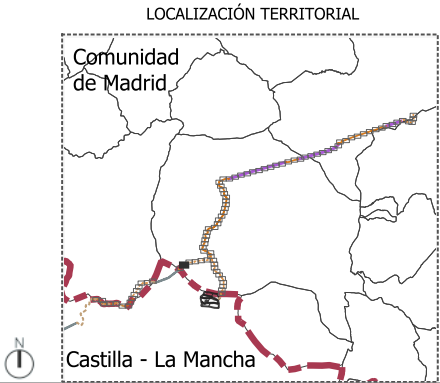 LOCALIZACIÓN TERRITORIAL
Comunidad
de Madrid
Castilla - La Mancha
N